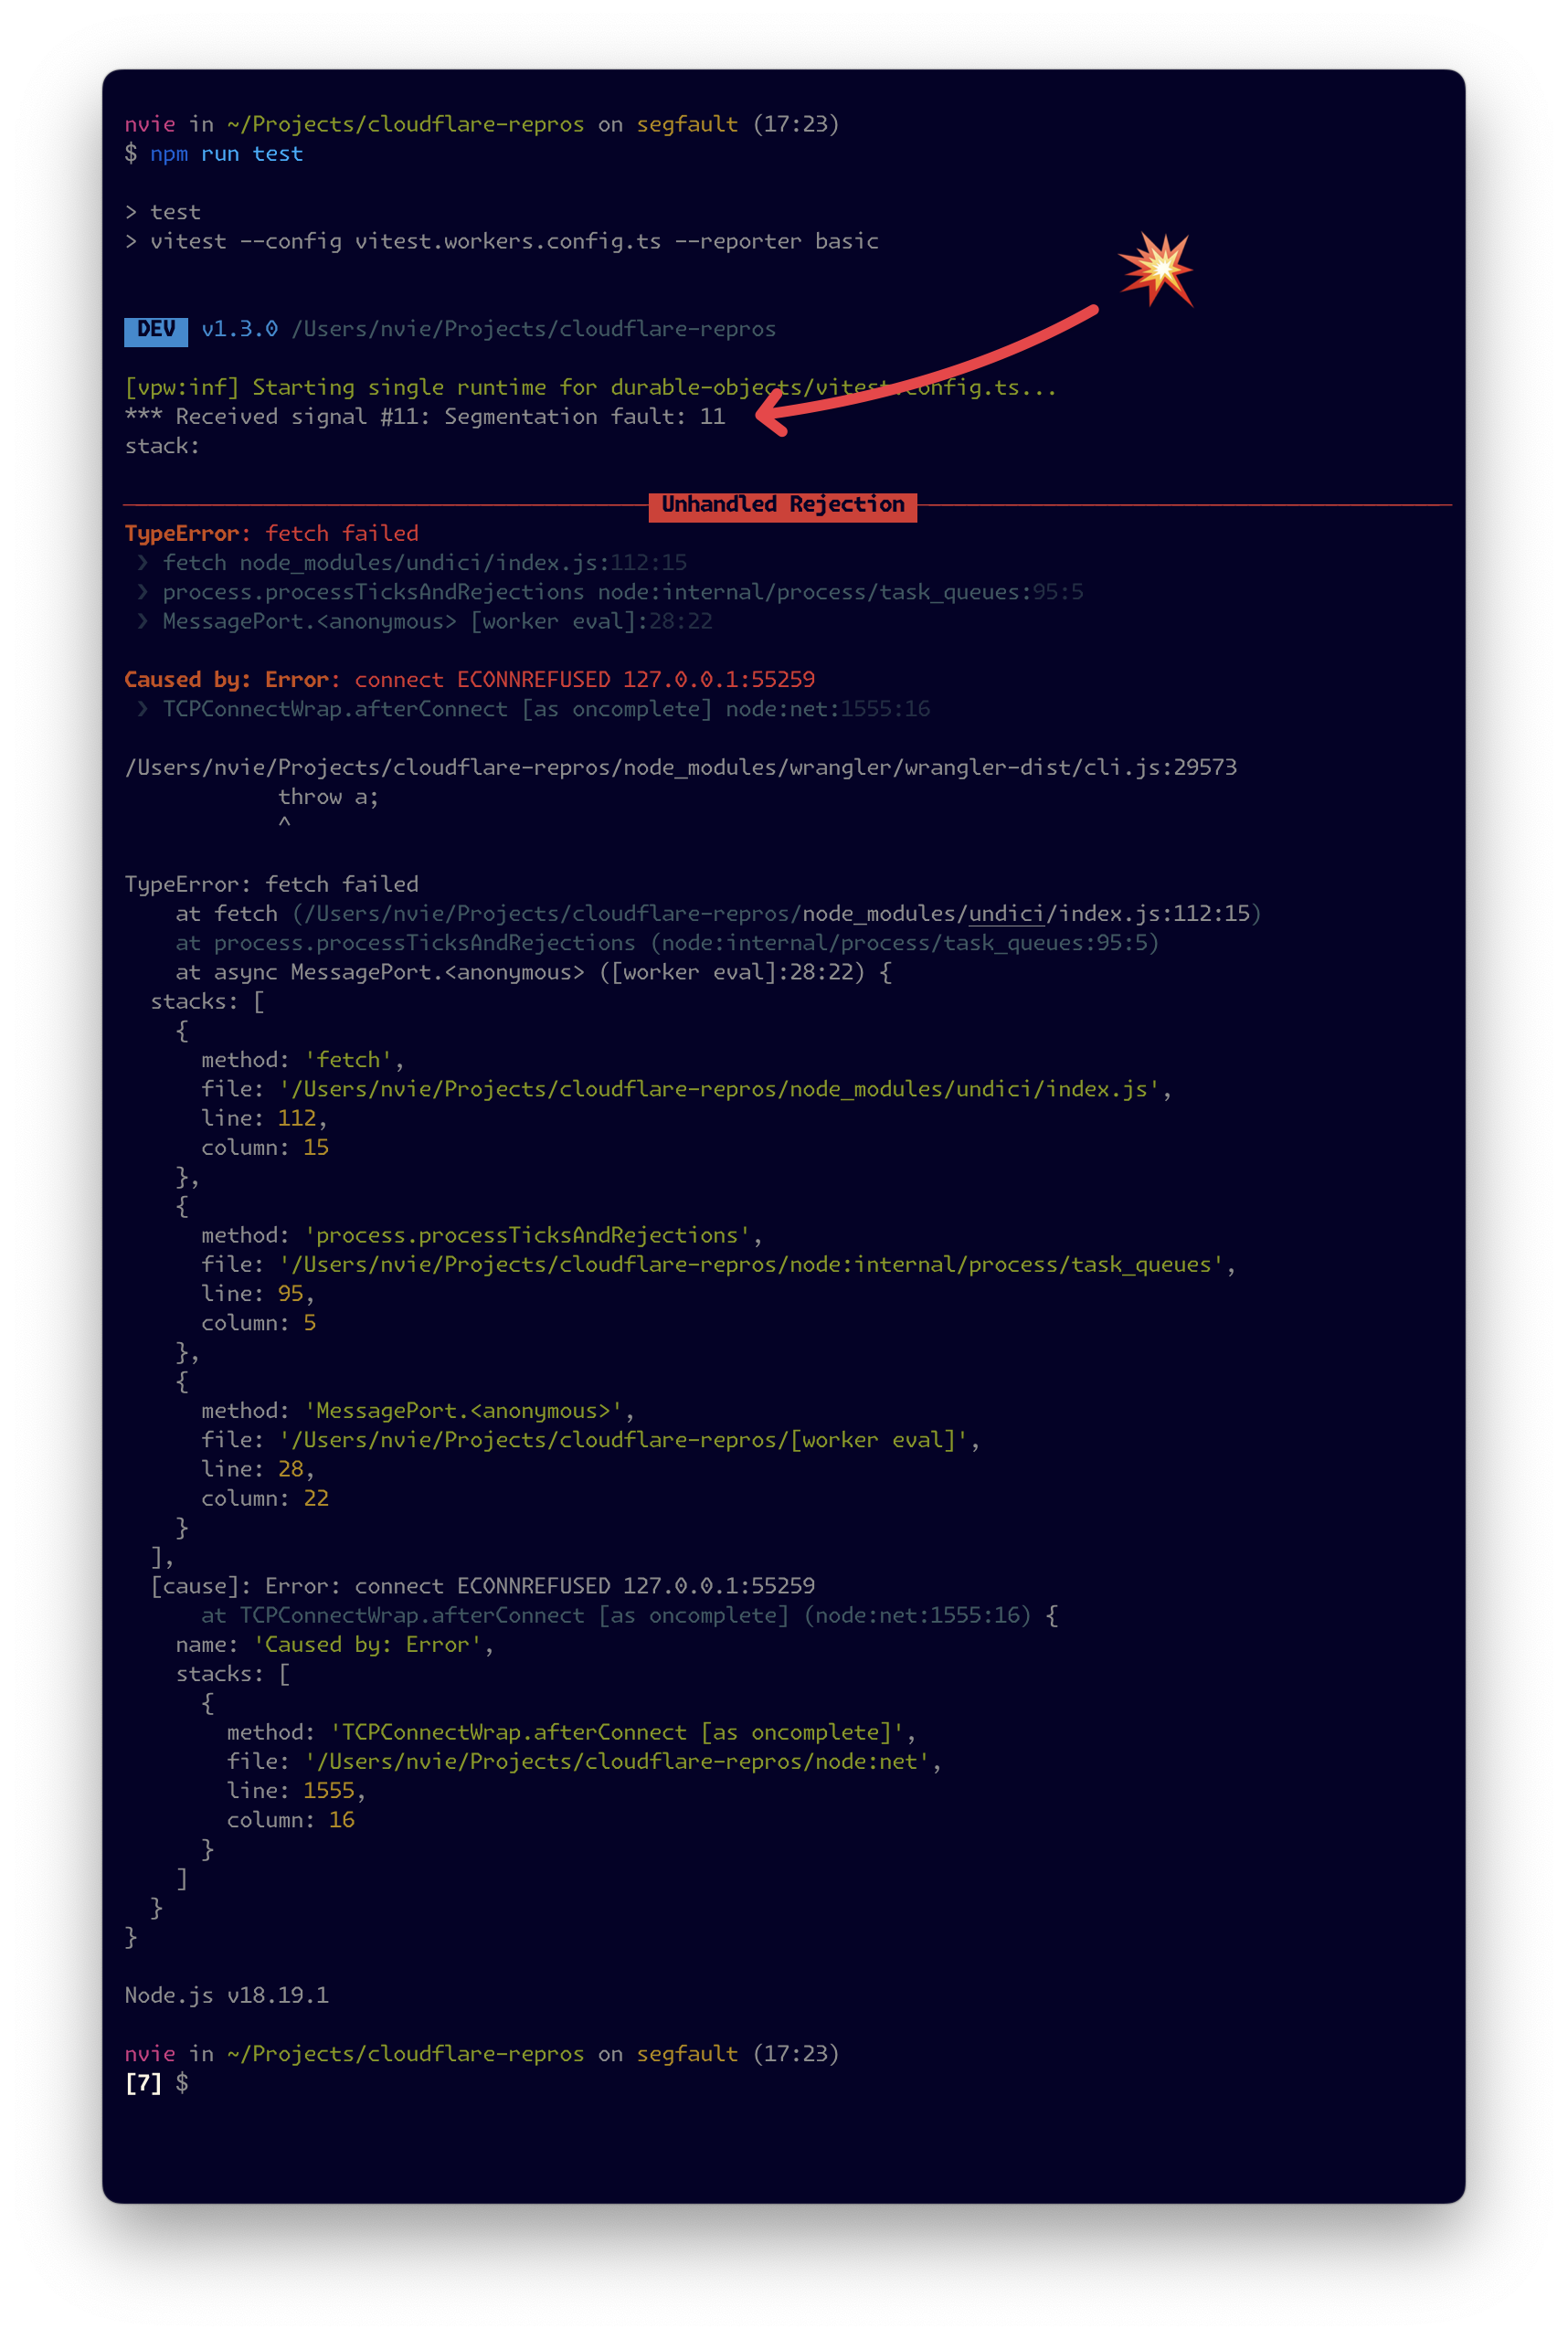 nvie in ~/Projects/cloudflare-repros on segfault (17:23)
$ npm run test
> test
> vitest --config vitest.workers.config.ts --reporter basic
DEV v1.3.0 /Users/nvie/Projects/cloudflare-repros
[vpw:inf] Starting single runtime for durable-objects/vitest.config.ts...
*** Received signal #11: Segmentation fault: 11
stack:
Unhandled Rejection
TypeError: fetch failed
❯ fetch node_modules/undici/index.js:112:15
❯ process.processTicksAndRejections node:internal/process/task_queues:95:5
❯ MessagePort.<anonymous> [worker eval]:28:22
Caused by: Error: connect ECONNREFUSED 127.0.0.1:55259
❯ TCPConnectWrap.afterConnect [as oncomplete] node:net:1555:16
/Users/nvie/Projects/cloudflare-repros/node_modules/wrangler/wrangler-dist/cli.js:29573
            throw a;
            ^
TypeError: fetch failed
    at fetch (/Users/nvie/Projects/cloudflare-repros/node_modules/undici/index.js:112:15)
    at process.processTicksAndRejections (node:internal/process/task_queues:95:5)
    at async MessagePort.<anonymous> ([worker eval]:28:22) {
  stacks: [
    {
      method: 'fetch',
      file: '/Users/nvie/Projects/cloudflare-repros/node_modules/undici/index.js',
      line: 112,
      column: 15
    },
    {
      method: 'process.processTicksAndRejections',
      file: '/Users/nvie/Projects/cloudflare-repros/node:internal/process/task_queues',
      line: 95,
      column: 5
    },
    {
      method: 'MessagePort.<anonymous>',
      file: '/Users/nvie/Projects/cloudflare-repros/[worker eval]',
      line: 28,
      column: 22
    }
  ],
  [cause]: Error: connect ECONNREFUSED 127.0.0.1:55259
      at TCPConnectWrap.afterConnect [as oncomplete] (node:net:1555:16) {
    name: 'Caused by: Error',
    stacks: [
      {
        method: 'TCPConnectWrap.afterConnect [as oncomplete]',
        file: '/Users/nvie/Projects/cloudflare-repros/node:net',
        line: 1555,
        column: 16
      }
    ]
  }
}
Node.js v18.19.1
nvie in ~/Projects/cloudflare-repros on segfault (17:23)
[7] $